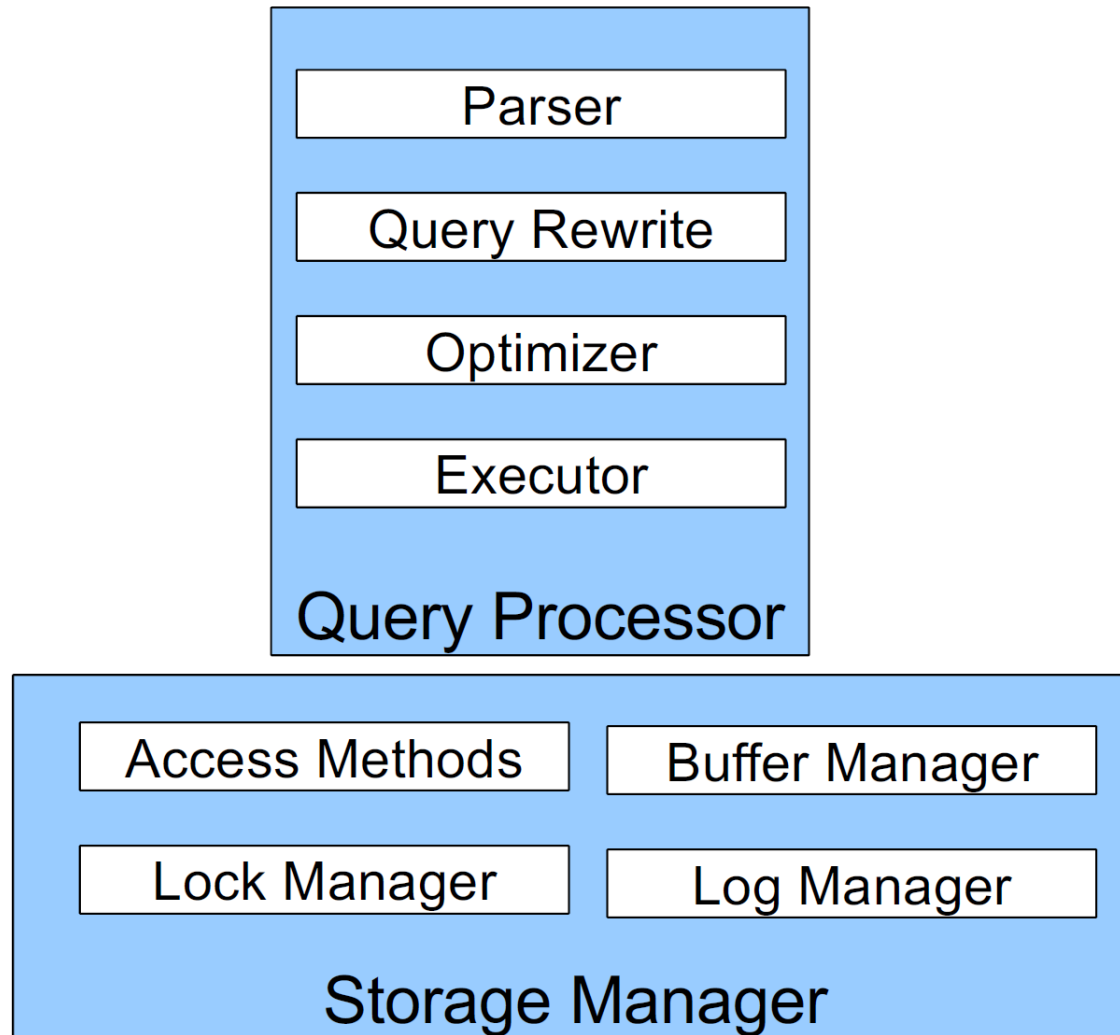 Parser
Query Rewrite
Optimizer
Executor
Query Processor
Access Methods
Buffer Manager
Lock Manager
Log Manager
Storage Manager